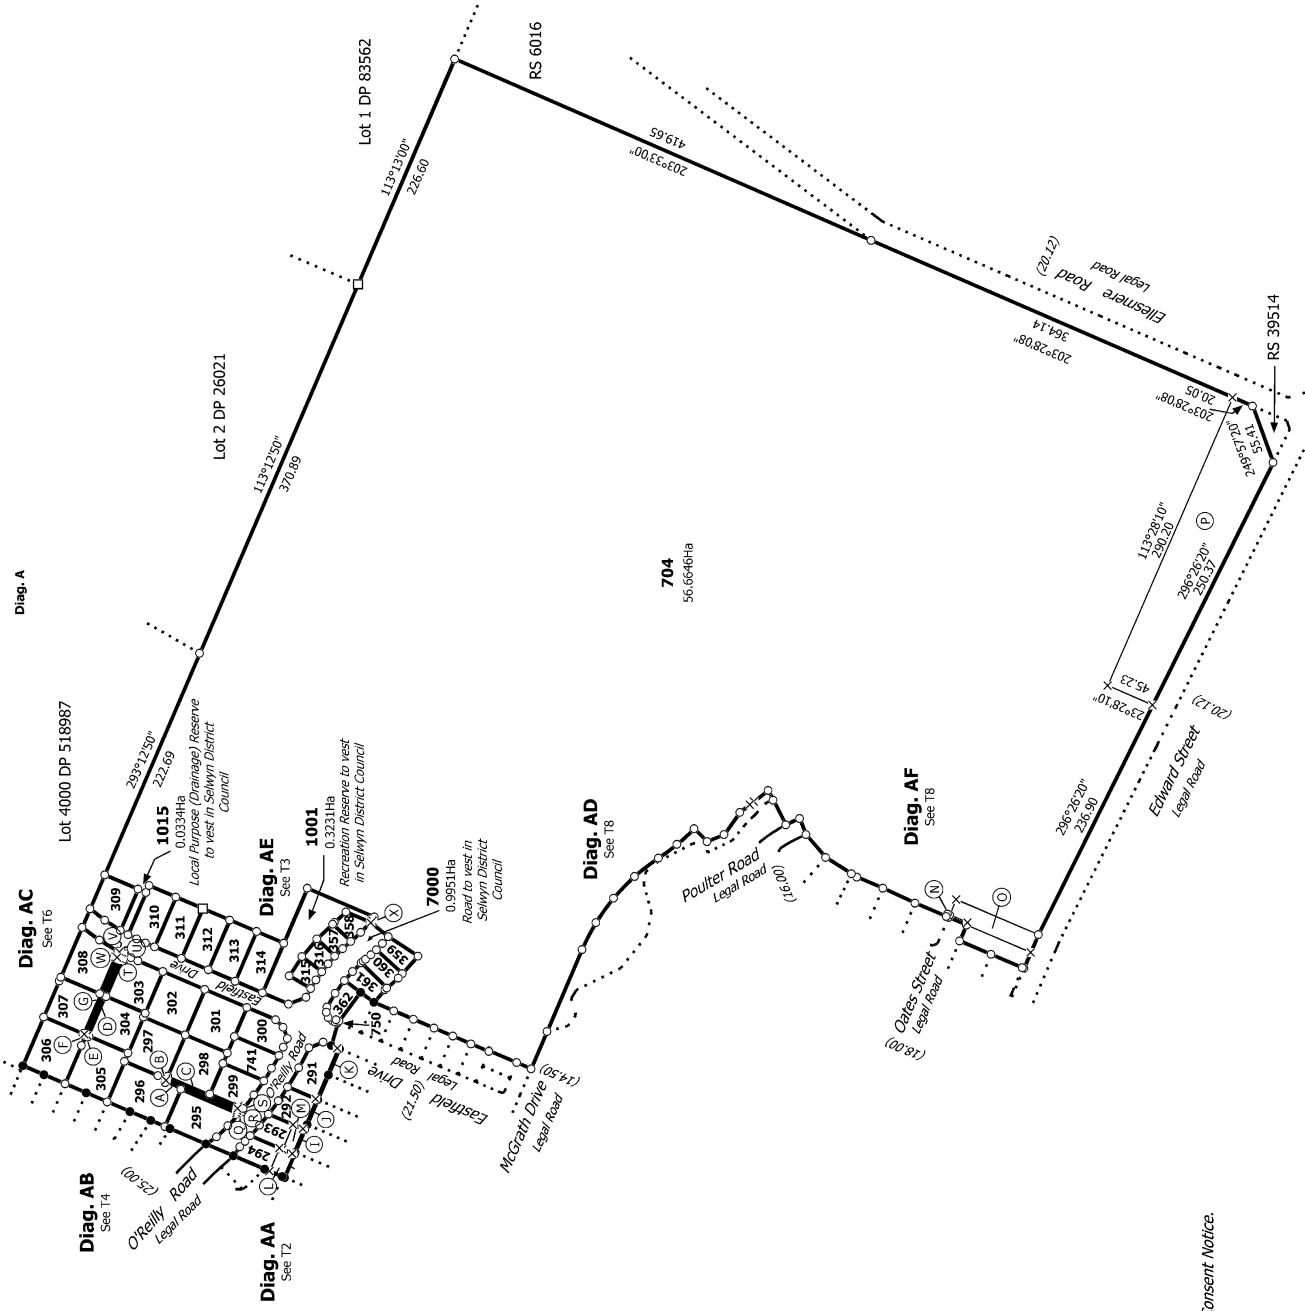 Diag. A
RS 6016
Lot 1 DP 83562
113°13'00"
226.60
419.65
203°33'00"
Lot 2 DP 26021
113°12'50"
370.89
Lot 4000 DP 518987
293°12'50"
222.69
(20.12)
Ellesmere Road
Legal Road
364.14
203°28'08"
20.05
203°28'08"
RS 39514
55.41
249°57'20"
113°28'10"
290.20
P
296°26'20"
250.37
45.23
23°28'10"
(20.12)
Edward Street
Legal Road
296°26'20"
236.90
704
56.6646Ha
Diag. AC
See T6
1015
0.0334Ha
Local Purpose (Drainage) Reserve
to vest in Selwyn District
Council
Diag. AE
See T3
1001
0.3231Ha
Recreation Reserve to vest
in Selwyn District Council
7000
0.9951Ha
Road to vest in
Selwyn District
Council
Diag. AD
See T8
Diag. AF
See T8
Poulter Road
Legal Road
(16.00)
N
O
Oates Street
Legal Road
(18.00)
309
310
311
312
313
314
315
316
357
358
X
359
360
361
362
750
308
307
306
305
304
303
302
301
300
297
298
299
741
296
295
291
292
293
294
V
W
U
T
G
D
F
E
B
A
C
Q
R
S
M
L
I
J
K
Eastfield Drive
O'Reilly Road
Eastfield Drive
Legal Road
(21.50)
McGrath Drive
Legal Road
(14.50)
(25.00)
O'Reilly Road
Legal Road
Diag. AB
See T4
Diag. AA
See T2
onsent Notice.